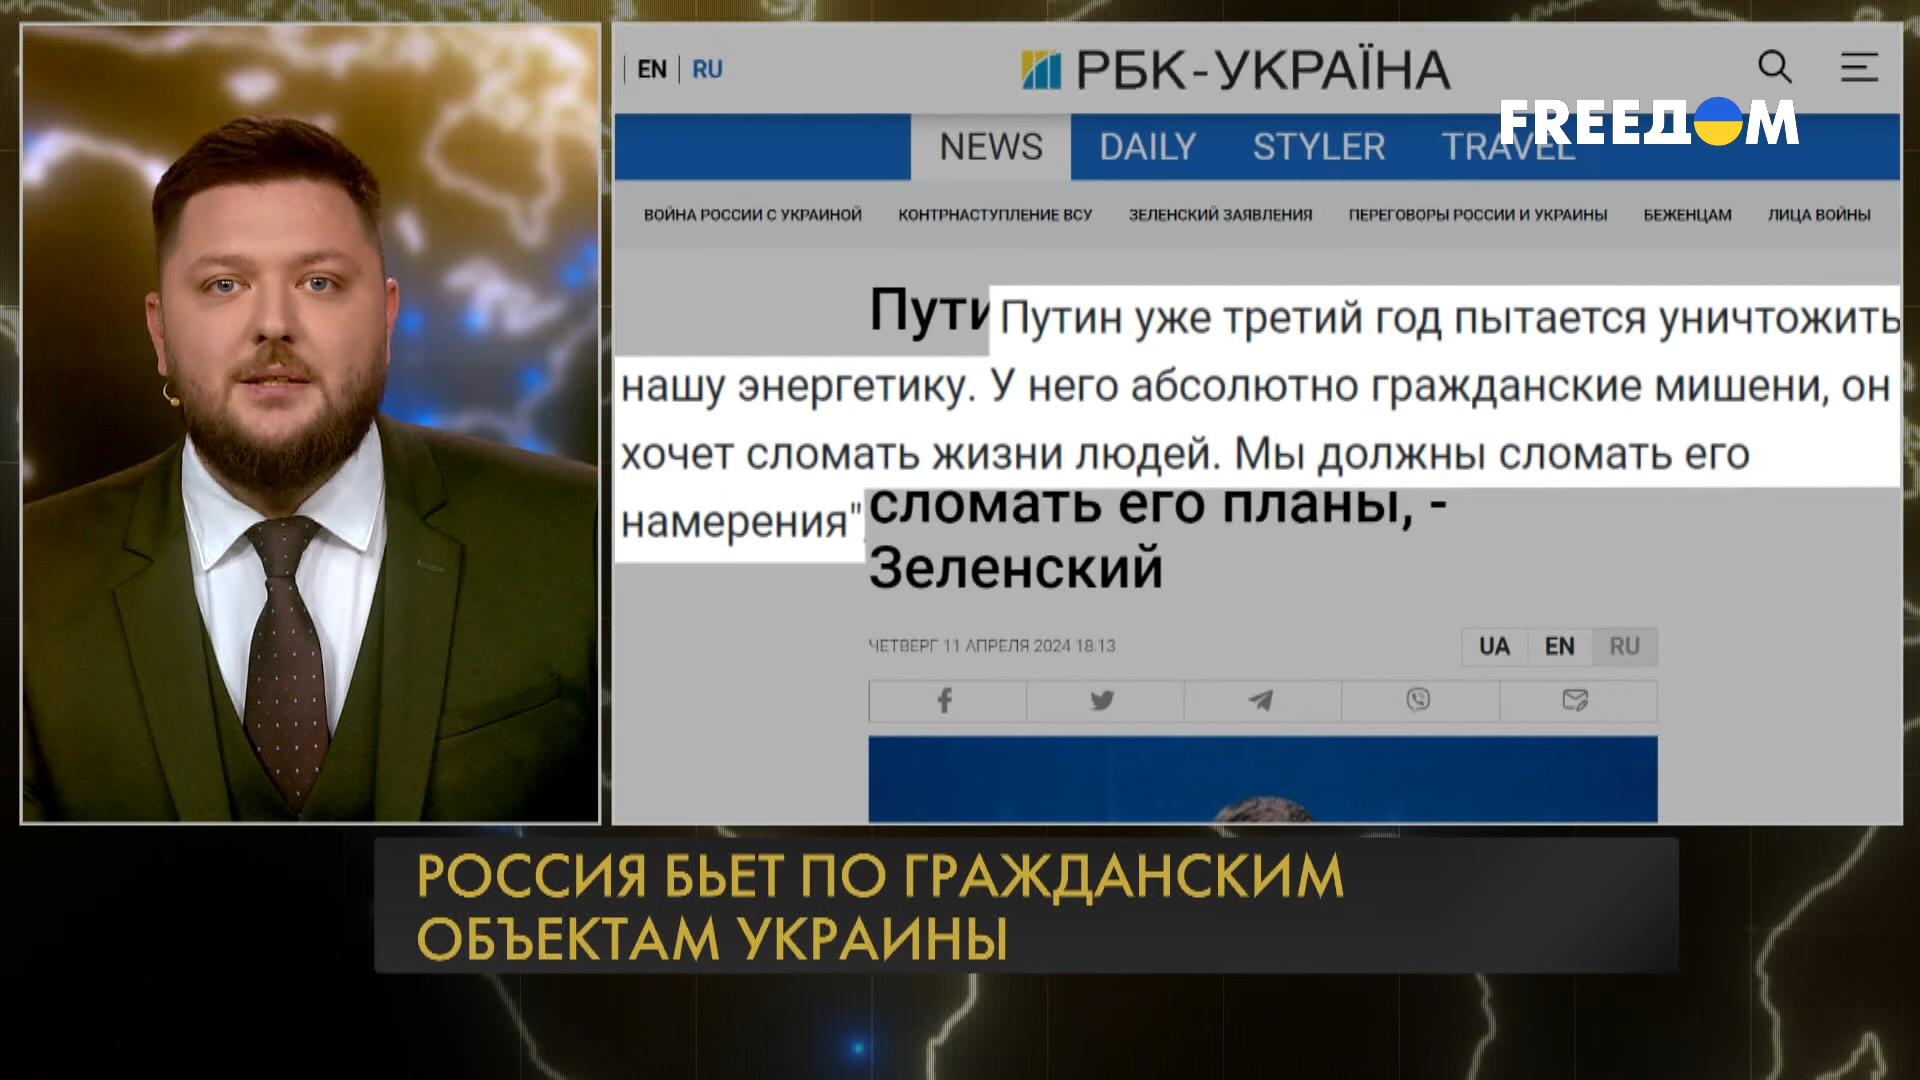 EN RU
РБК-УКРАЇНА
FREEДOM
NEWS DAILY STYLER TRAVEL
ВОЙНА РОССИИ С УКРАИНОЙ КОНТРНАСТУПЛЕНИЕ ВСУ ЗЕЛЕНСКИЙ ЗАЯВЛЕНИЯ ПЕРЕГОВОРЫ РОССИИ И УКРАИНЫ БЕЖЕНЦАМ ЛИЦА ВОЙНЫ
Путин уже третий год пытается уничтожить
нашу энергетику. У него абсолютно гражданские мишени, он
хочет сломать жизни людей. Мы должны сломать его
намерения"
сломать его планы, -
Зеленский
ЧЕТВЕРГ 11 АПРЕЛЯ 2024 18:13
UA EN RU
РОССИЯ БЬЕТ ПО ГРАЖДАНСКИМ
ОБЪЕКТАМ УКРАИНЫ